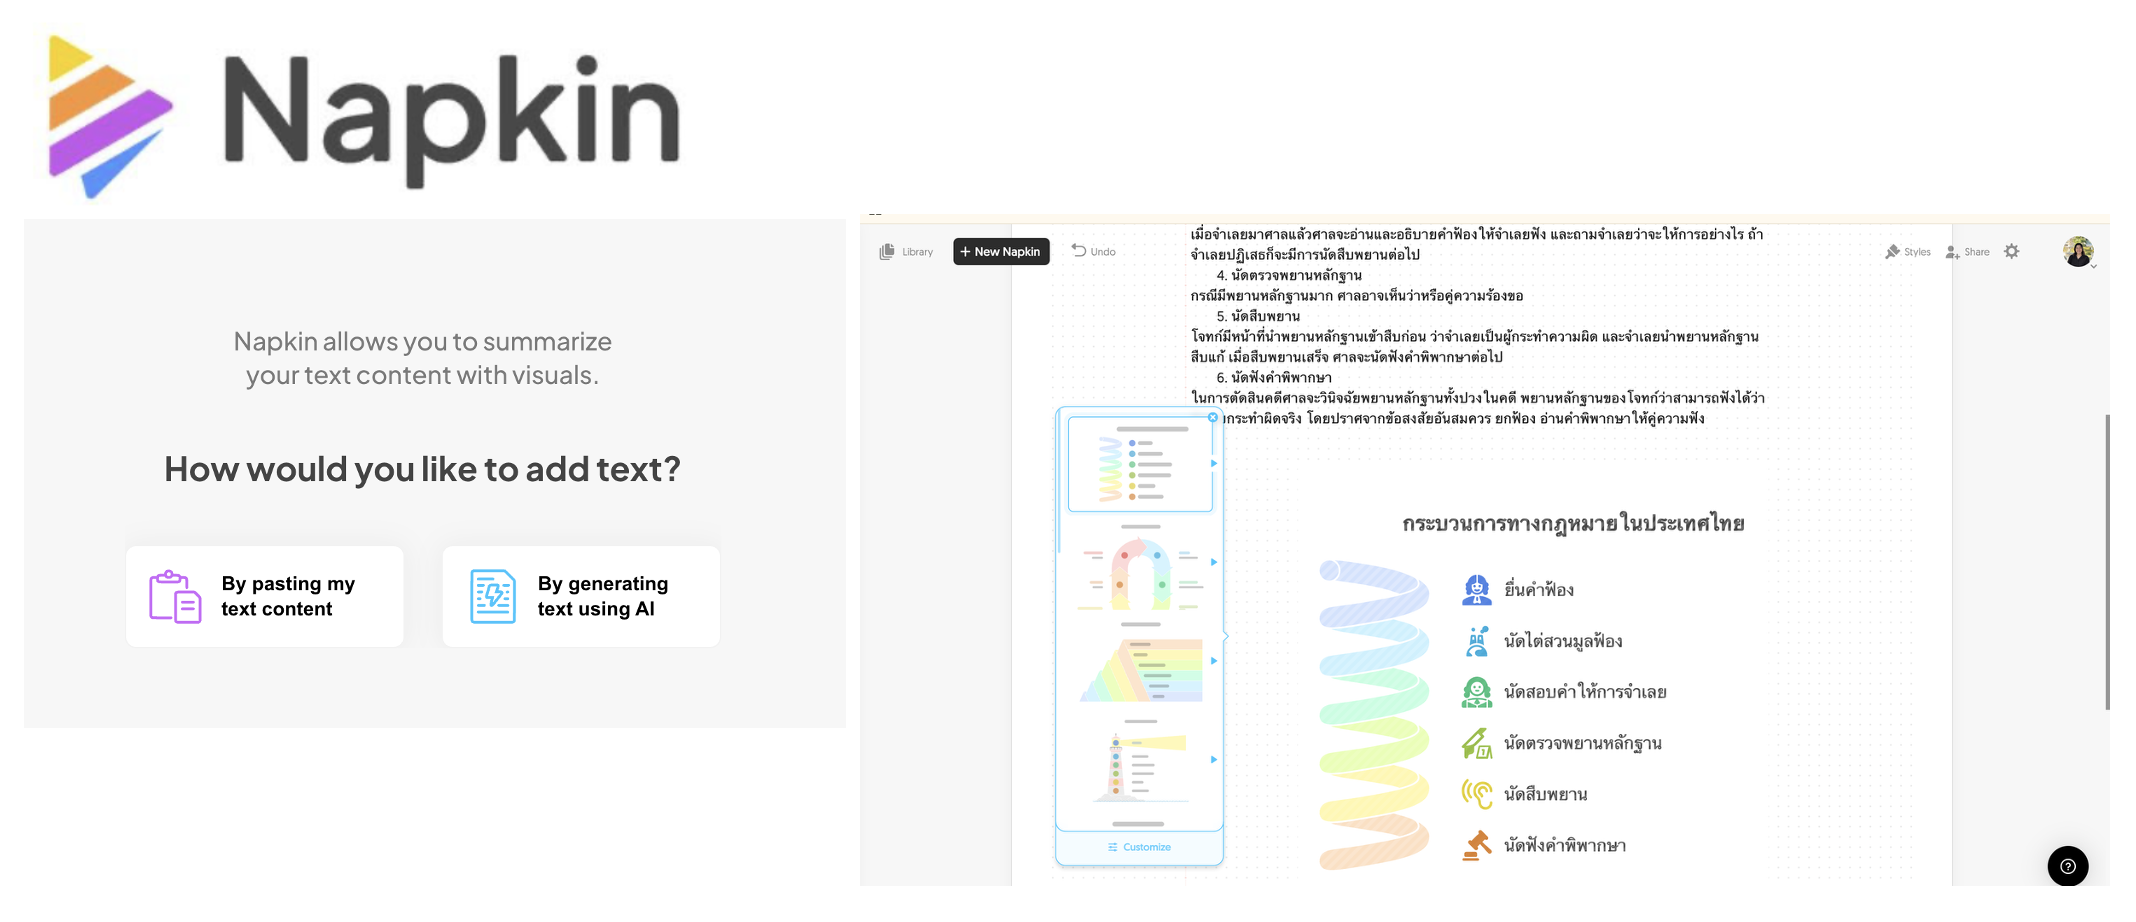 Napkin
Napkin allows you to summarize
your text content with visuals.
How would you like to add text?
By pasting my
text content
By generating
text using AI
Library
+ New Napkin
Undo
Styles
Share
เมื่อจำเลยมาศาลแล้วศาลจะอ่านและอธิบายคำฟ้องให้จำเลยฟัง และถามจำเลยว่าจะให้การอย่างไร ถ้า
จำเลยปฏิเสธก็จะมีการนัดสืบพยานต่อไป
4. นัดตรวจพยานหลักฐาน
กรณีมีพยานหลักฐานมาก ศาลอาจเห็นว่าหรือคู่ความร้องขอ
5. นัดสืบพยาน
โจทก์มีหน้าที่นำพยานหลักฐานเข้าสืบก่อน ว่าจำเลยเป็นผู้กระทำความผิด และจำเลยนำพยานหลักฐาน
สืบแก้ เมื่อสืบพยานเสร็จ ศาลจะนัดฟังคำพิพากษาต่อไป
6. นัดฟังคำพิพากษา
ในการตัดสินคดีศาลจะวินิจฉัยพยานหลักฐานทั้งปวงในคดี พยานหลักฐานของโจทก์ว่าสามารถฟังได้ว่า
กระทำผิดจริง โดยปราศจากข้อสงสัยอันสมควร ยกฟ้อง อ่านคำพิพากษาให้คู่ความฟัง
Customize
กระบวนการทางกฎหมายในประเทศไทย
ยื่นคำฟ้อง
นัดไต่สวนมูลฟ้อง
นัดสอบคำให้การจำเลย
นัดตรวจพยานหลักฐาน
นัดสืบพยาน
นัดฟังคำพิพากษา